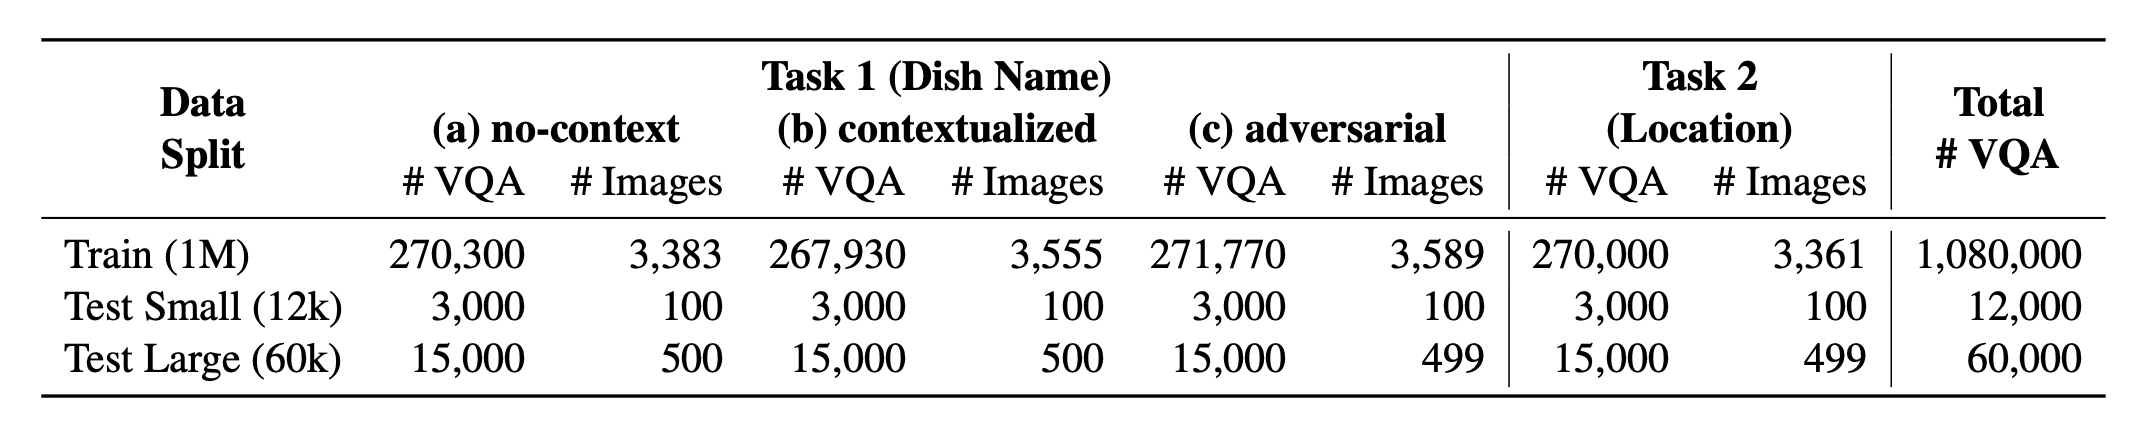 Data Split Task 1 (Dish Name) Task 2 (Location) Total # VQA
(a) no-context (b) contextualized (c) adversarial
# VQA # Images # VQA # Images # VQA # Images # VQA # Images
Train (1M) 270,300 3,383 267,930 3,555 271,770 3,589 270,000 3,361 1,080,000
Test Small (12k) 3,000 100 3,000 100 3,000 100 3,000 100 12,000
Test Large (60k) 15,000 500 15,000 500 15,000 499 15,000 499 60,000